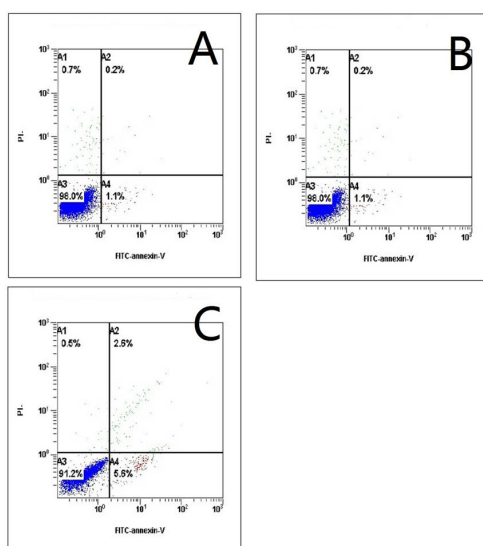 A
A1 A2
0.7% 0.2%
10³
10²
10¹
10⁰
PI-
A3 A4
98.0% 1.1%
10⁰ 10¹ 10² 10³
FITC-annexin-V
B
A1 A2
0.7% 0.2%
10³
10²
10¹
10⁰
PI-
A3 A4
98.0% 1.1%
10⁰ 10¹ 10² 10³
FITC-annexin-V
C
A1 A2
0.5% 2.6%
10³
10²
10¹
10⁰
PI-
A3 A4
91.2% 5.6%
10⁰ 10¹ 10² 10³
FITC-annexin-V